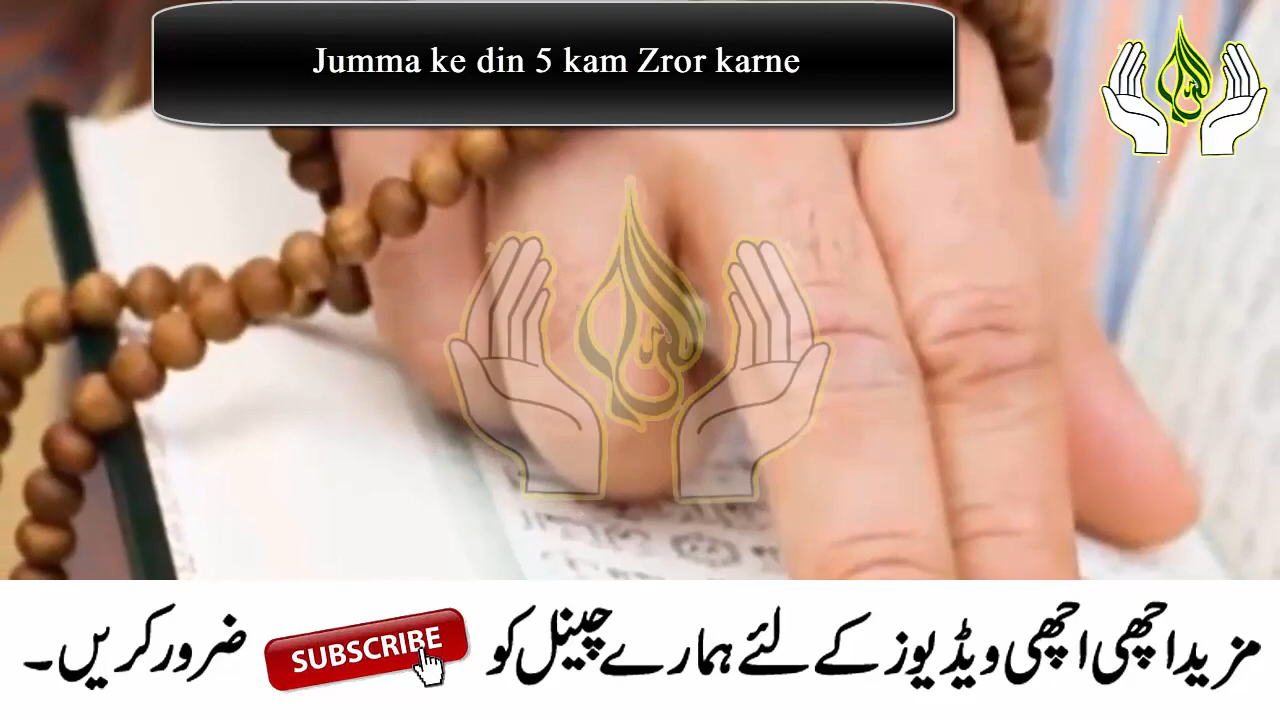 Jumma ke din 5 kam Zror karne
مزید اچھی اچھی ویڈیوز کے لئے ہمارے چینل کو SUBSCRIBE ضرور کریں۔